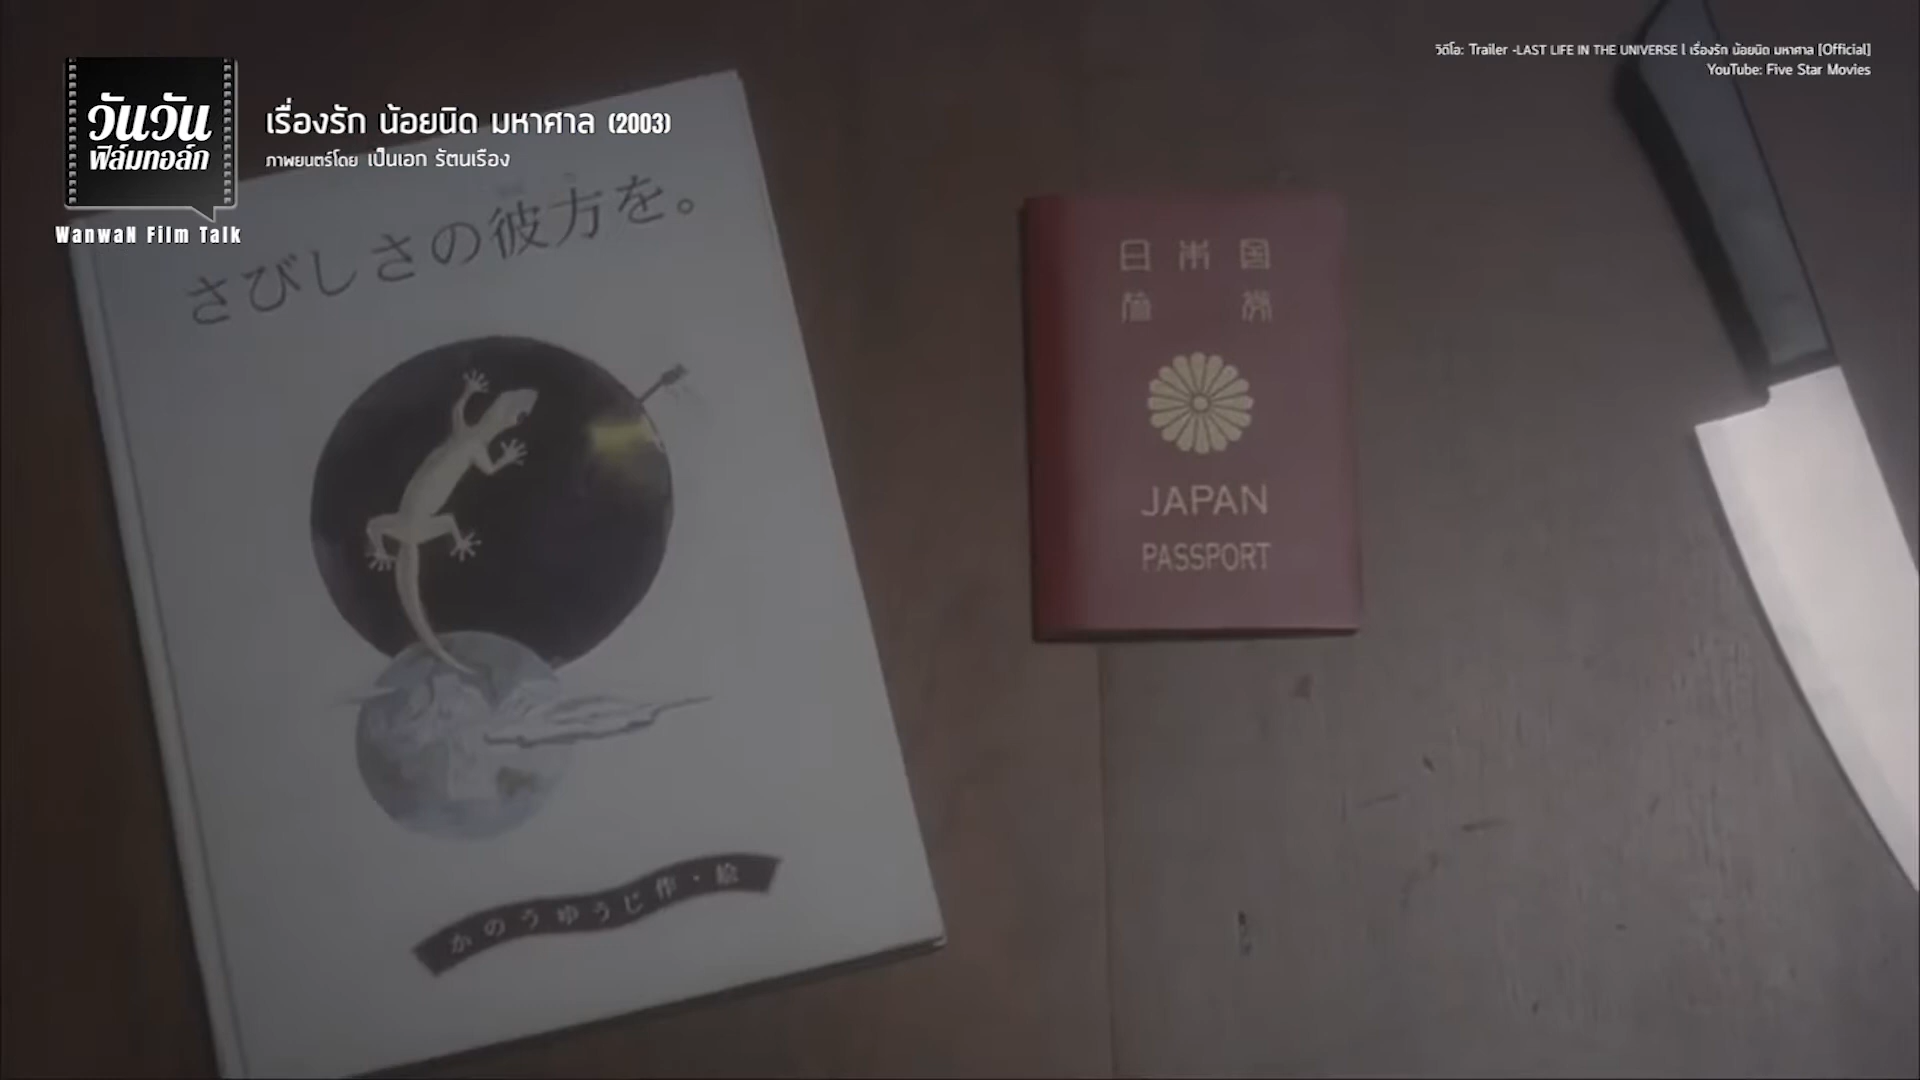 วิดีโอ: Trailer -LAST LIFE IN THE UNIVERSE l เรื่องรัก น้อยนิด มหาศาล [Official]
YouTube: Five Star Movies
วันวัน
ฟิล์มทอล์ก
WanwaN Film Talk
เรื่องรัก น้อยนิด มหาศาล (2003)
ภาพยนตร์โดย เป็นเอก รัตนเรือง
さびしさの彼方を。
かのうゆうじ作・絵
日本国
旅券
JAPAN
PASSPORT